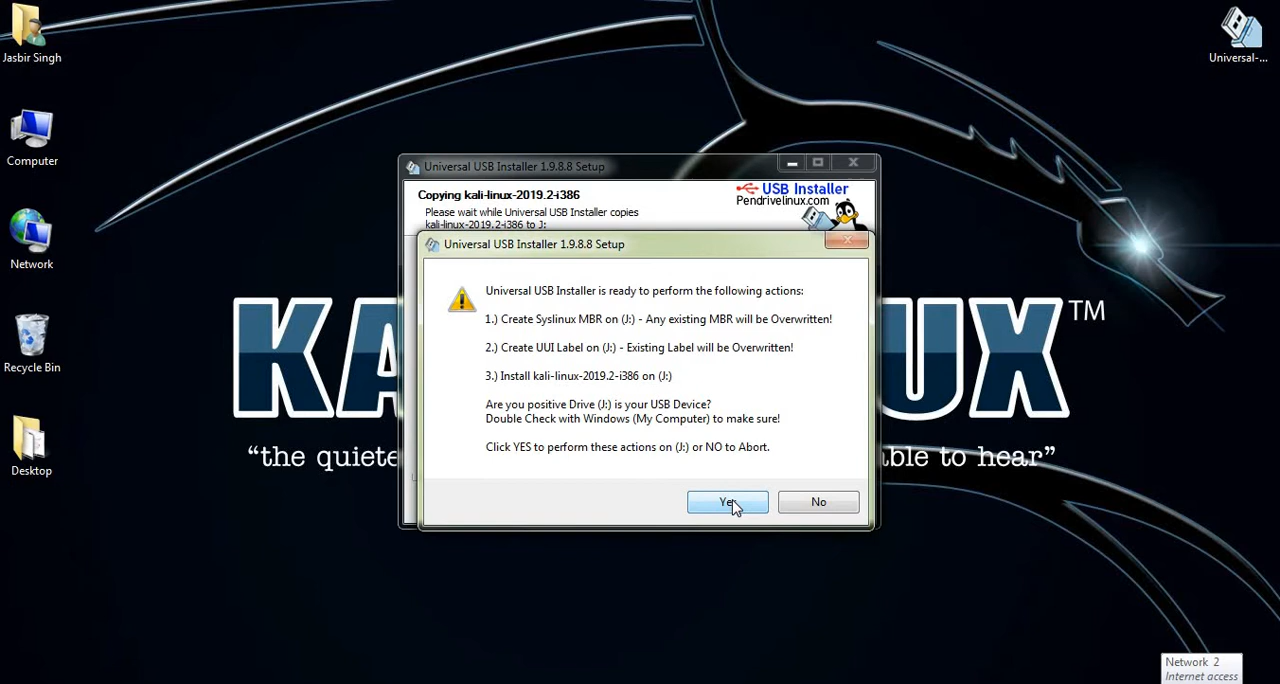 Jasbir Singh
Universal-...
Computer
Network
Recycle Bin
Desktop
Universal USB Installer 1.9.8.8 Setup
Copying kali-linux-2019.2-i386
Please wait while Universal USB Installer copies
kali-linux-2019.2-i386 to J:
USB Installer
Pendrivelinux.com
Universal USB Installer 1.9.8.8 Setup
Universal USB Installer is ready to perform the following actions:
1.) Create Syslinux MBR on (J:) - Any existing MBR will be Overwritten!
2.) Create UUI Label on (J:) - Existing Label will be Overwritten!
3.) Install kali-linux-2019.2-i386 on (J:)
Are you positive Drive (J:) is your USB Device?
Double Check with Windows (My Computer) to make sure!
Click YES to perform these actions on (J:) or NO to Abort.
Yes
No
KA UX TM
“the quiete able to hear”
Network 2
Internet access